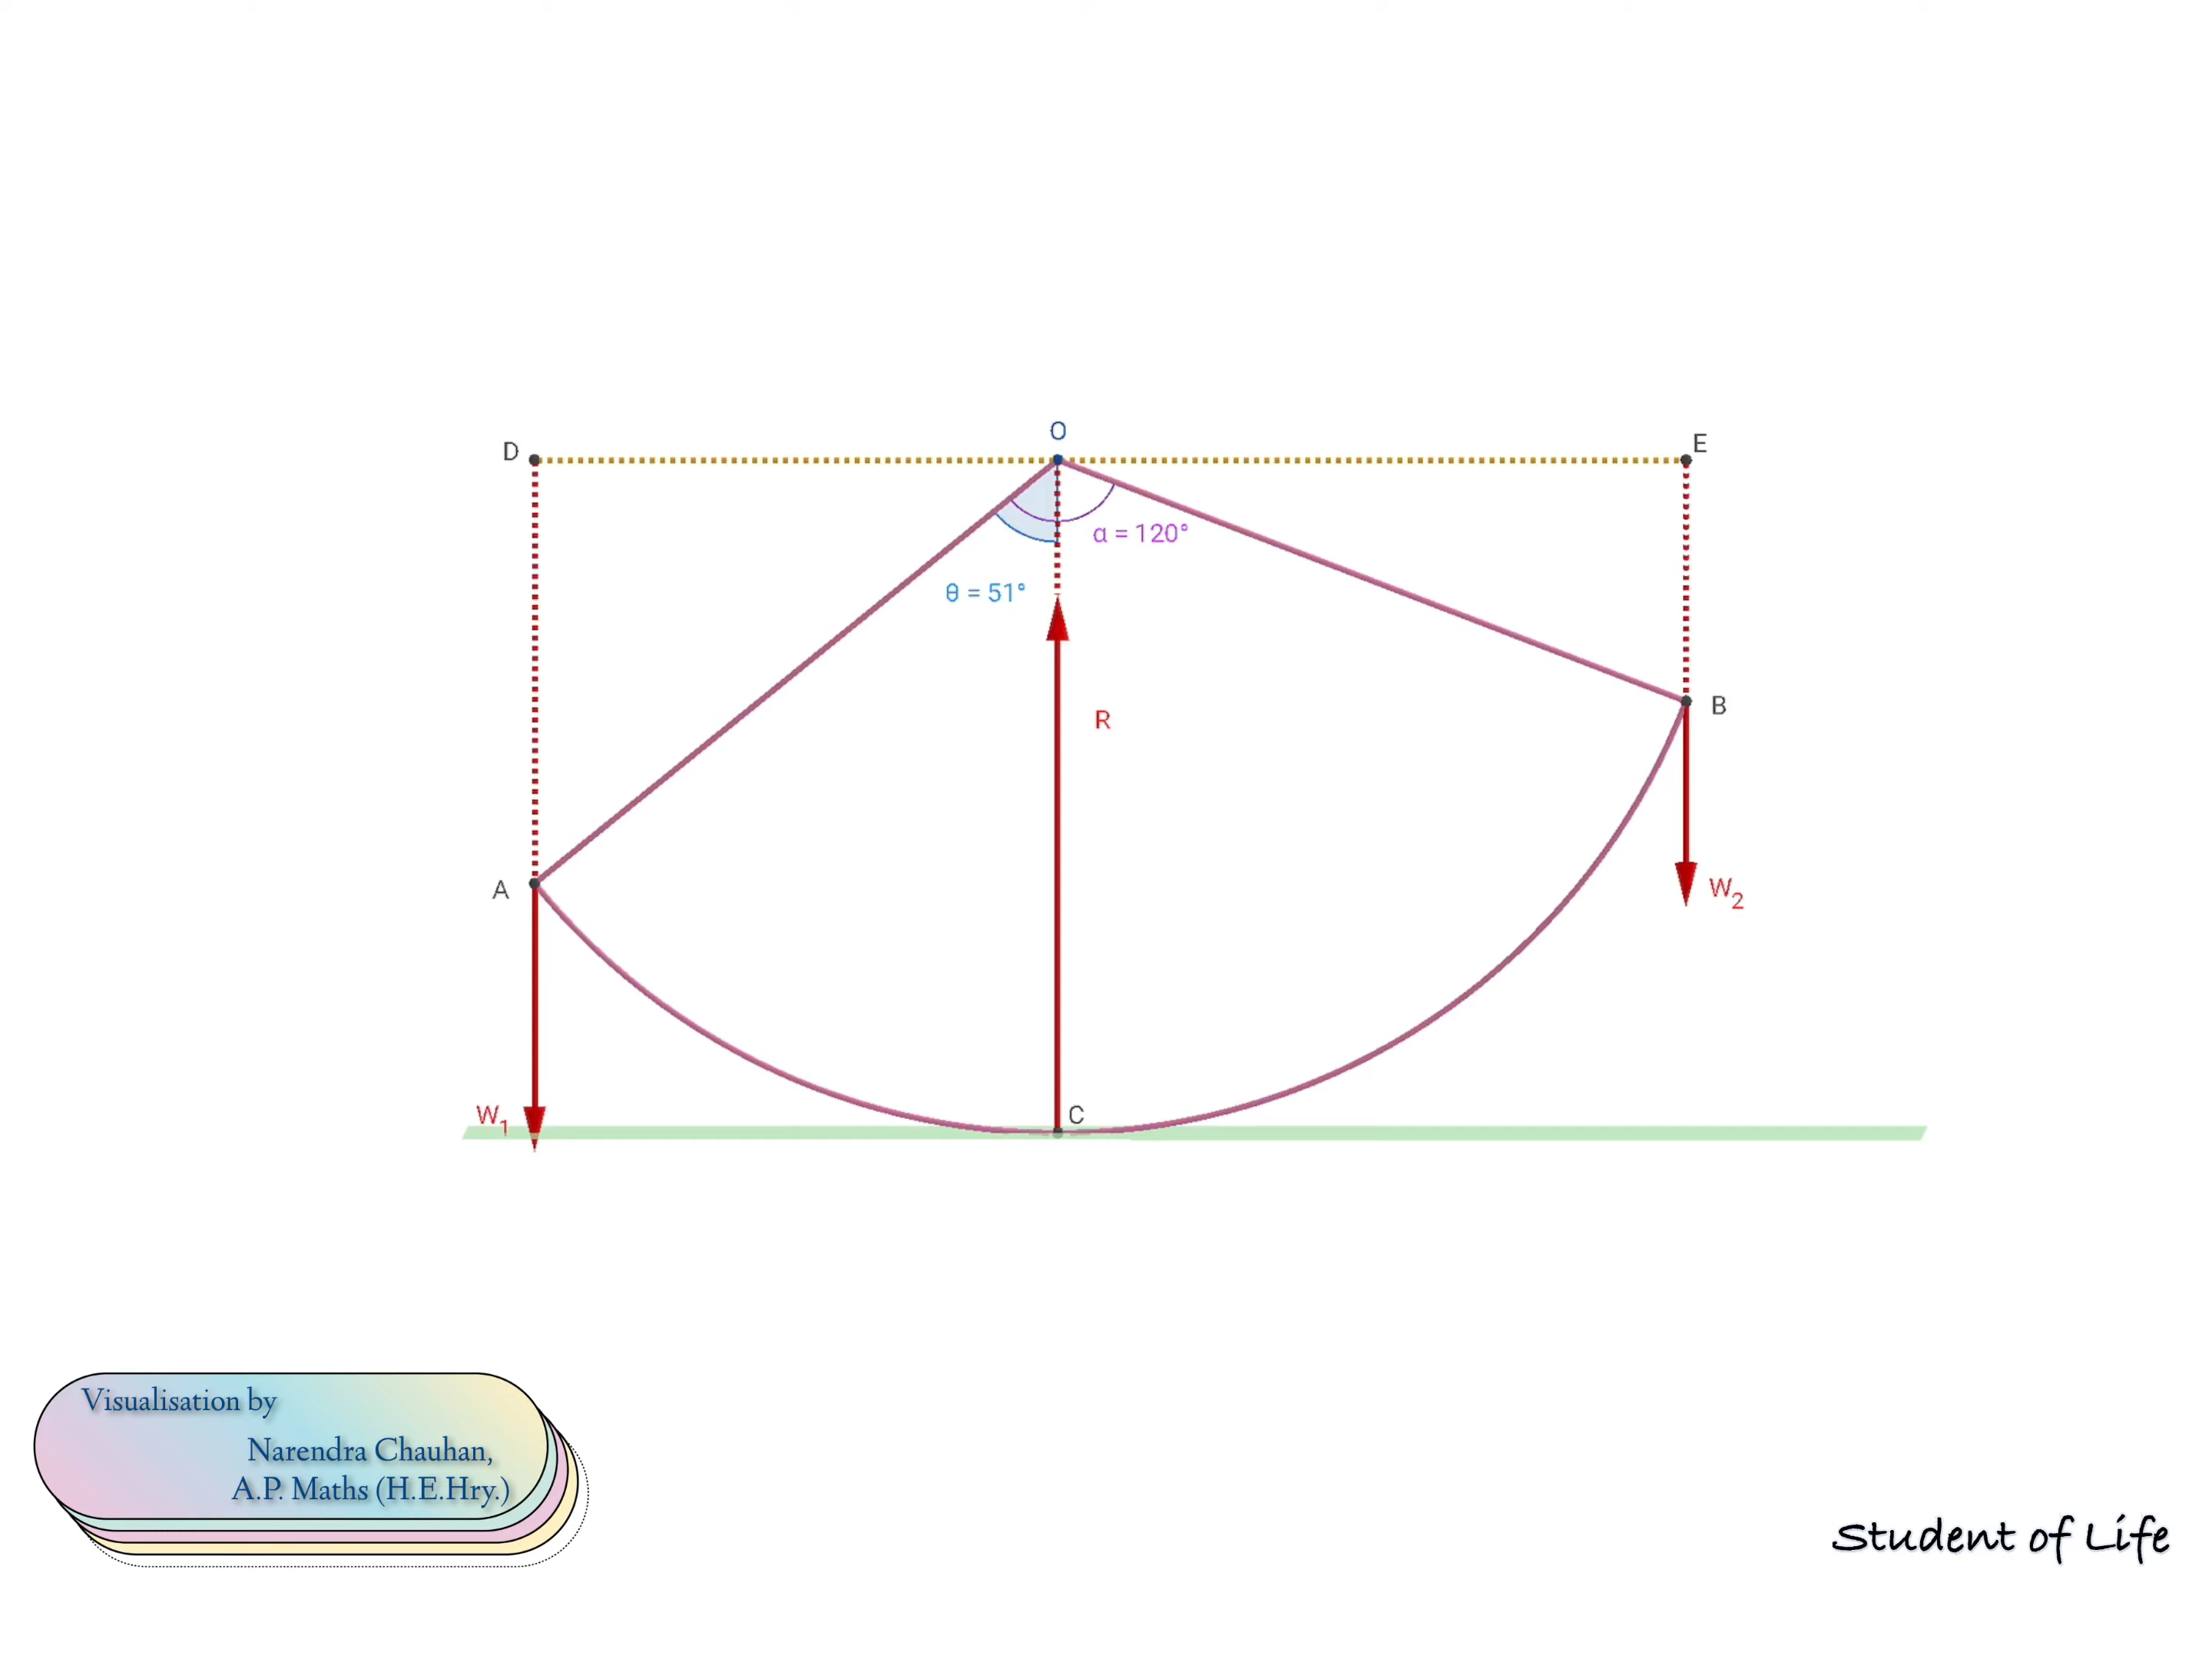 O
D
E
α = 120°
θ = 51°
R
B
A
W₂
W₁
C
Visualisation by
Narendra Chauhan,
A.P. Maths (H.E.Hry.)
Student of Life